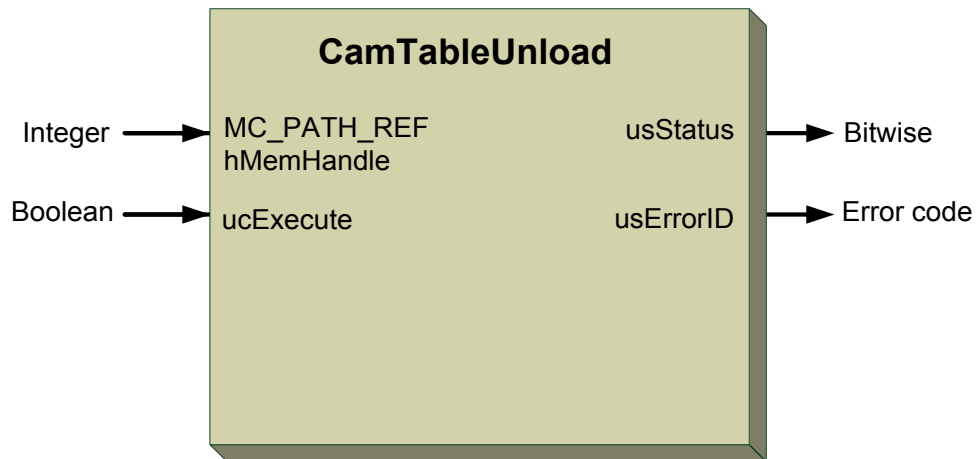 CamTableUnload
Integer
MC_PATH_REF
hMemHandle
usStatus
Bitwise
Boolean
ucExecute
usErrorID
Error code